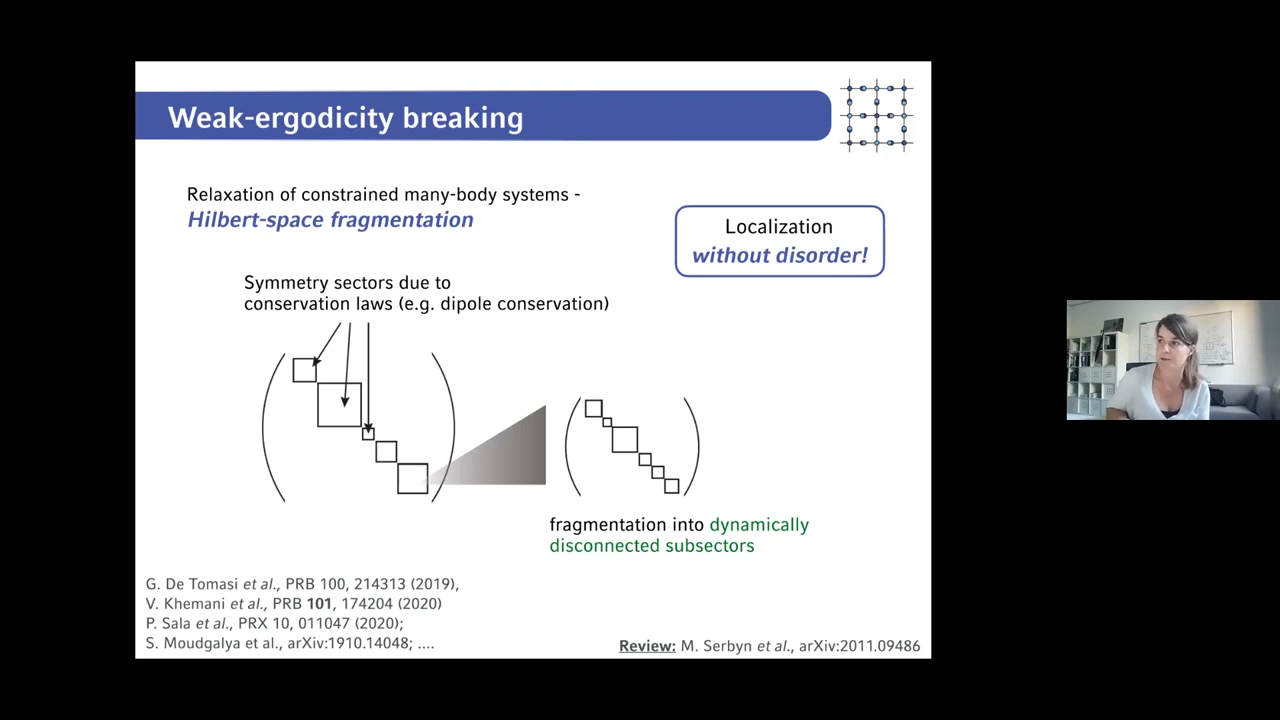 Weak-ergodicity breaking
Relaxation of constrained many-body systems -
Hilbert-space fragmentation
Localization
without disorder!
Symmetry sectors due to
conservation laws (e.g. dipole conservation)
fragmentation into dynamically
disconnected subsectors
G. De Tomasi et al., PRB 100, 214313 (2019),
V. Khemani et al., PRB 101, 174204 (2020)
P. Sala et al., PRX 10, 011047 (2020);
S. Moudgalya et al., arXiv:1910.14048; ....
Review: M. Serbyn et al., arXiv:2011.09486